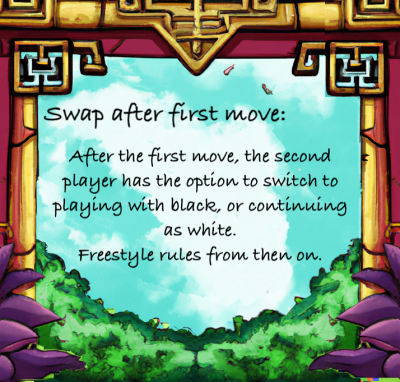 Swap after first move:
After the first move, the second
player has the option to switch to
playing with black, or continuing
as white.
Freestyle rules from then on.